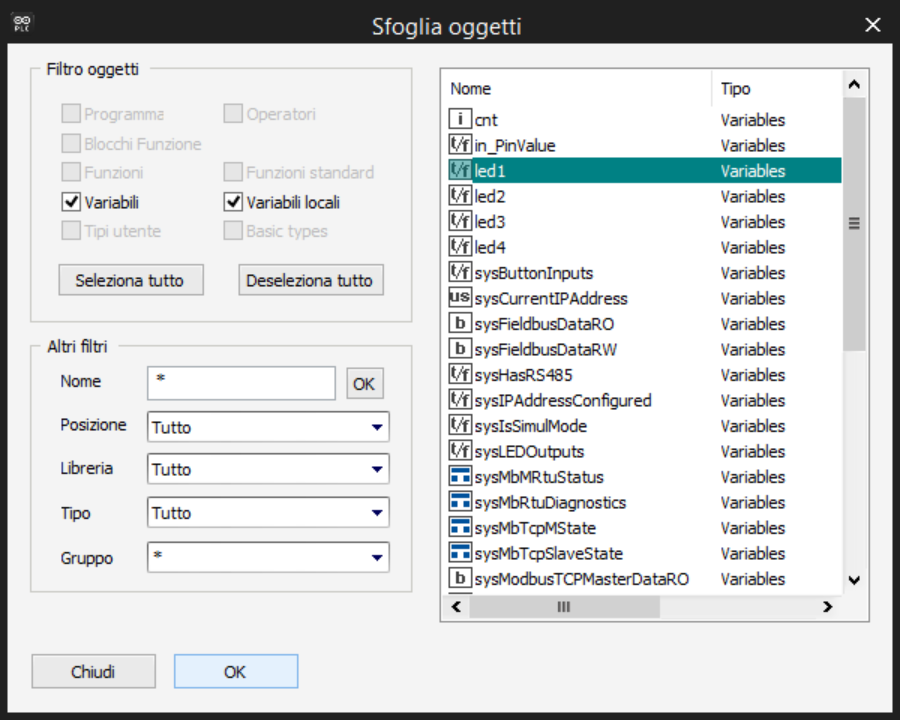 PLC
Sfoglia oggetti
Filtro oggetti
Programma
Operatori
Blocchi Funzione
Funzioni
Funzioni standard
Variabili
Variabili locali
Tipi utente
Basic types
Seleziona tutto
Deseleziona tutto
Altri filtri
Nome
*
OK
Posizione
Tutto
Libreria
Tutto
Tipo
Tutto
Gruppo
*
Chiudi
OK
Nome Tipo
i cnt Variables
t/f in_PinValue Variables
t/f led1 Variables
t/f led2 Variables
t/f led3 Variables
t/f led4 Variables
t/f sysButtonInputs Variables
us sysCurrentIPAddress Variables
b sysFieldbusDataRO Variables
b sysFieldbusDataRW Variables
t/f sysHasRS485 Variables
t/f sysIPAddressConfigured Variables
t/f sysIsSimulMode Variables
t/f sysLEDOutputs Variables
sysMbMRtuStatus Variables
sysMbRtuDiagnostics Variables
sysMbTcpMState Variables
sysMbTcpSlaveState Variables
b sysModbusTCPMasterDataRO Variables